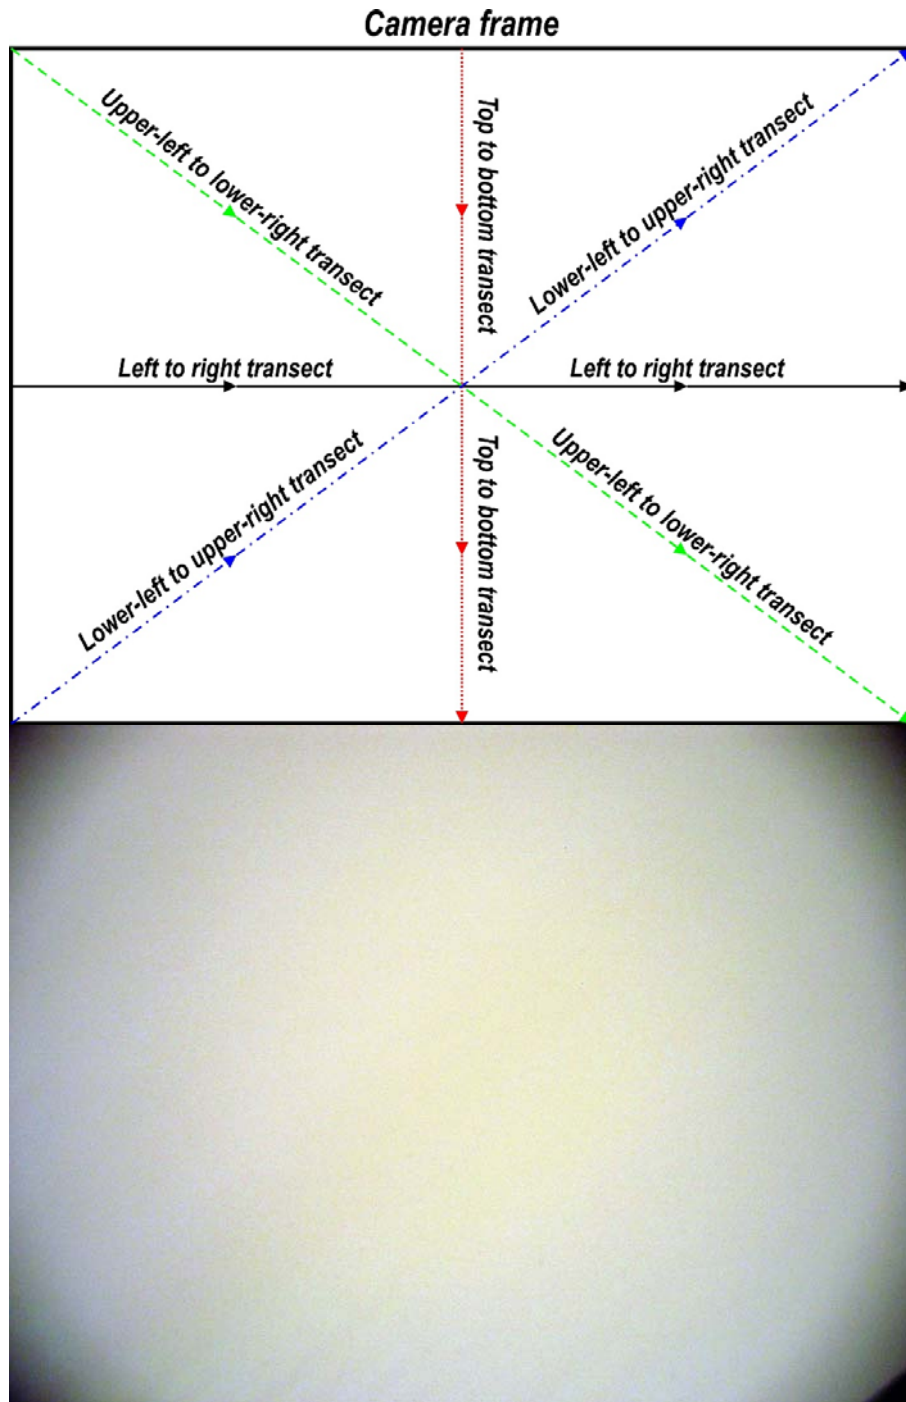 Camera frame
Upper-left to lower-right transect
Top to bottom transect
Lower-left to upper-right transect
Left to right transect
Left to right transect
Lower-left to upper-right transect
Top to bottom transect
Upper-left to lower-right transect